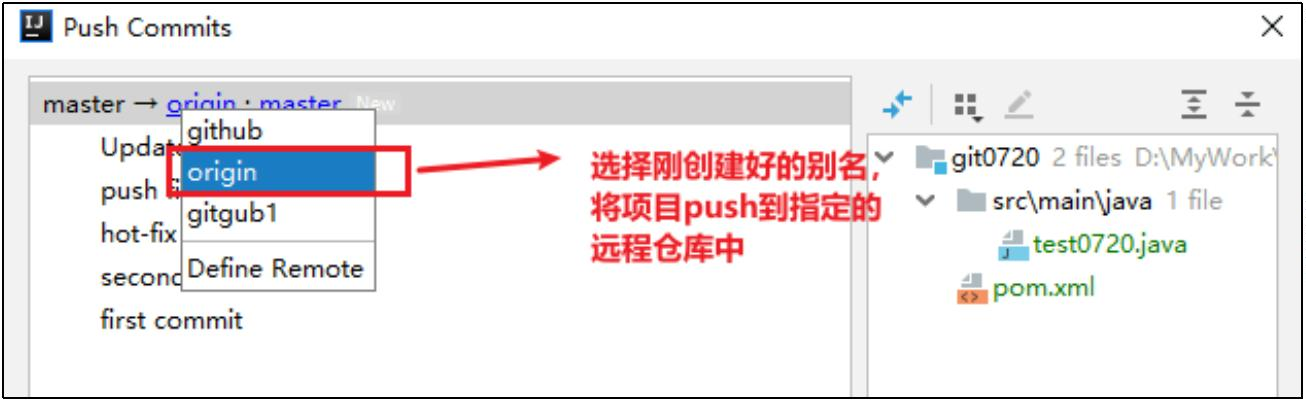 IJ Push Commits
master → origin : master New
github
Updat
origin
push fi
gitgub1
hot-fix
Define Remote
second
first commit
选择刚创建好的别名，
将项目push到指定的
远程仓库中
git0720 2 files D:\MyWork\
src\main\java 1 file
test0720.java
pom.xml